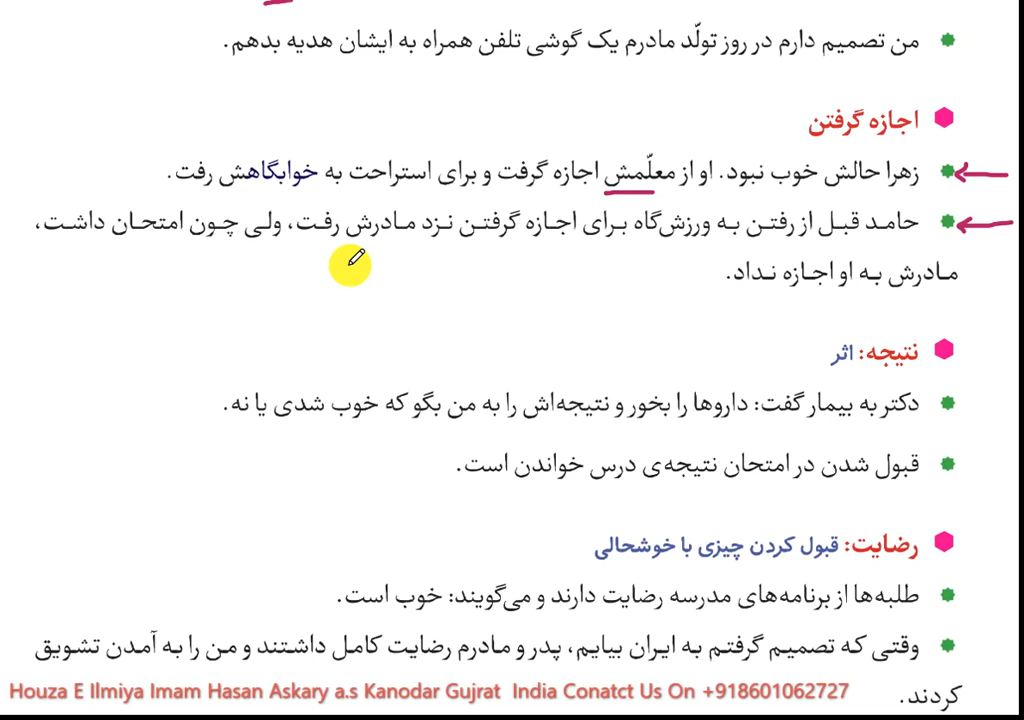 من تصمیم دارم در روز تولّد مادرم یک گوشی تلفن همراه به ایشان هدیه بدهم.
اجازه گرفتن
زهرا حالش خوب نبود. او از معلّمش اجازه گرفت و برای استراحت به خوابگاهش رفت.
حامد قبل از رفتن به ورزش‌گاه برای اجازه گرفتن نزد مادرش رفت، ولی چون امتحان داشت،
مادرش به او اجازه نداد.
نتیجه: اثر
دکتر به بیمار گفت: داروها را بخور و نتیجه‌اش را به من بگو که خوب شدی یا نه.
قبول شدن در امتحان نتیجه‌ی درس خواندن است.
رضایت: قبول کردن چیزی با خوشحالی
طلبه‌ها از برنامه‌های مدرسه رضایت دارند و می‌گویند: خوب است.
وقتی که تصمیم گرفتم به ایران بیایم، پدر و مادرم رضایت کامل داشتند و من را به آمدن تشویق
کردند.
Houza E Ilmiya Imam Hasan Askary a.s Kanodar Gujrat India Conatct Us On +918601062727